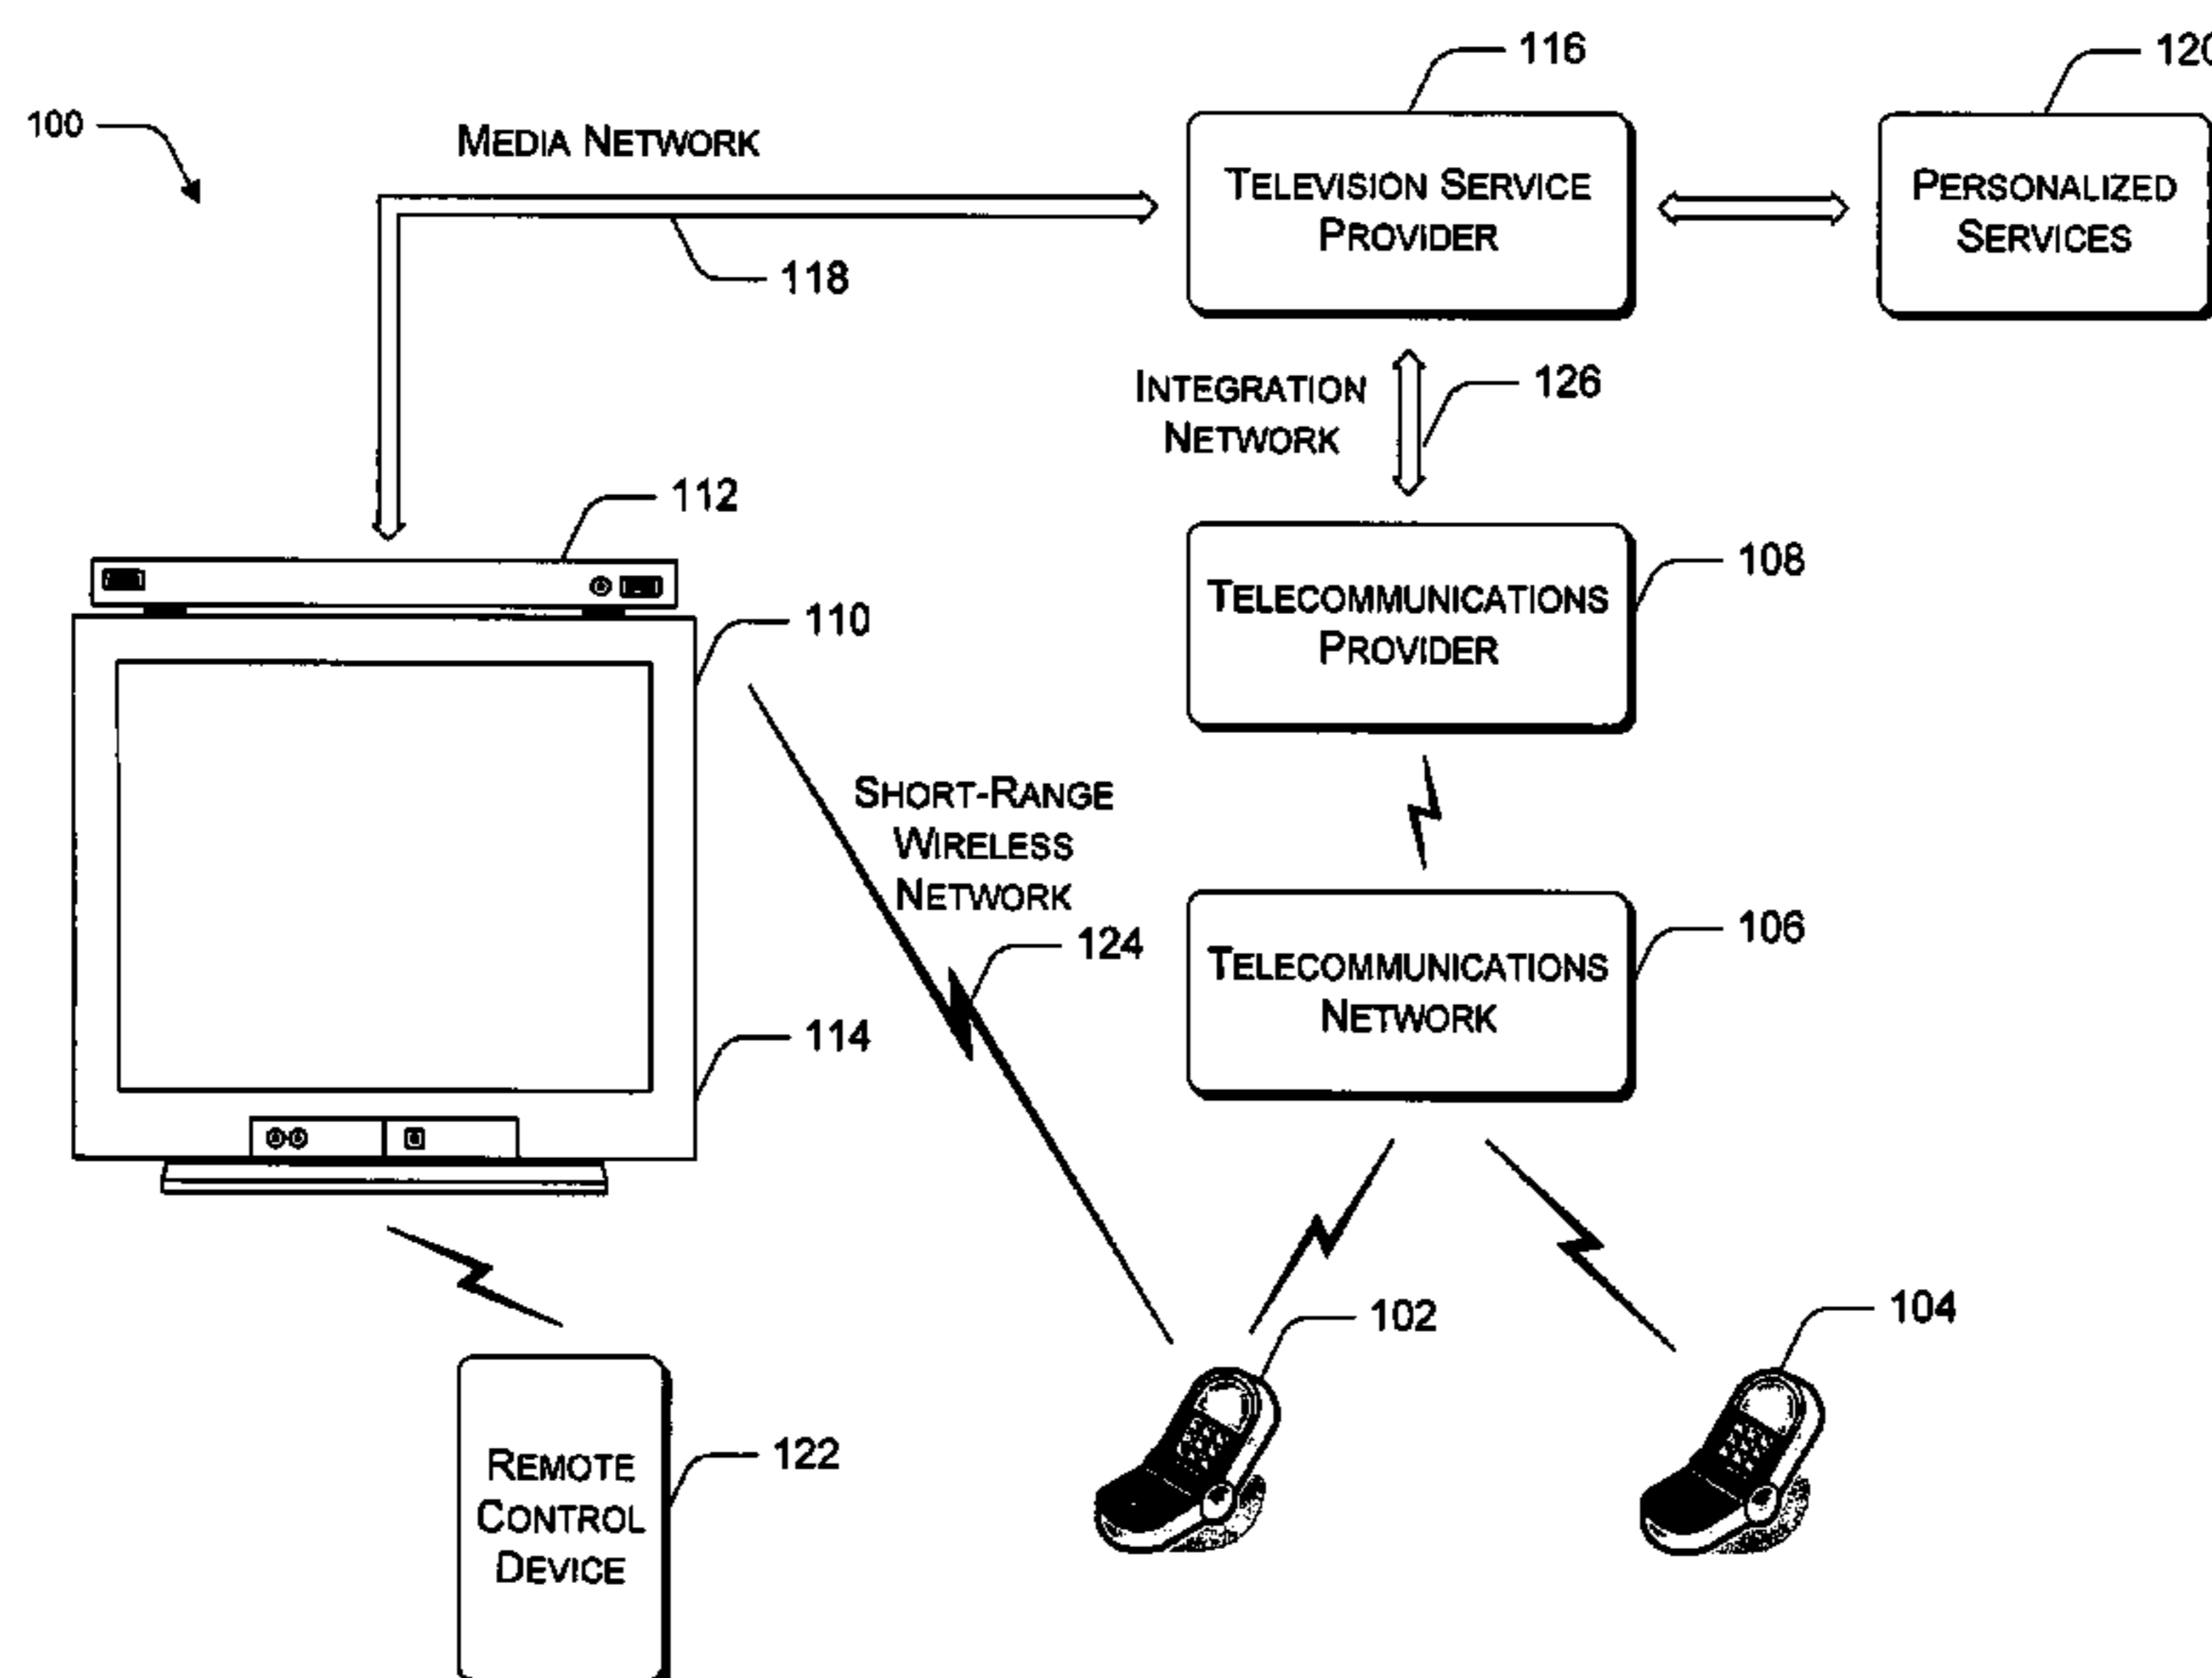 116
120
100
MEDIA NETWORK
TELEVISION SERVICE
PROVIDER
PERSONALIZED
SERVICES
118
INTEGRATION
NETWORK
126
112
108
TELECOMMUNICATIONS
PROVIDER
110
SHORT-RANGE
WIRELESS
NETWORK
124
106
TELECOMMUNICATIONS
NETWORK
114
102
104
REMOTE
CONTROL
DEVICE
122